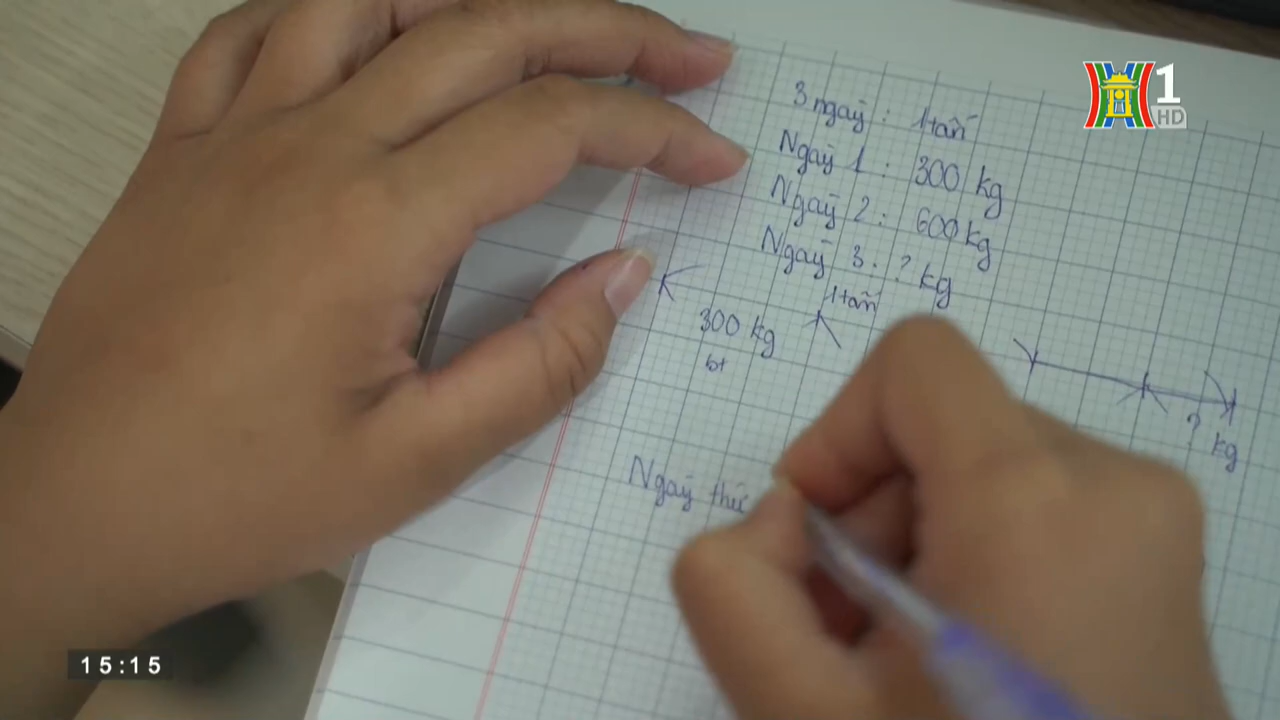 3 ngày : 1 tấn
Ngày 1 : 300 kg
Ngày 2 : 600 kg
Ngày 3 : ? kg
1 tấn
300 kg
? kg
Ngày thứ
1
HD
15:15